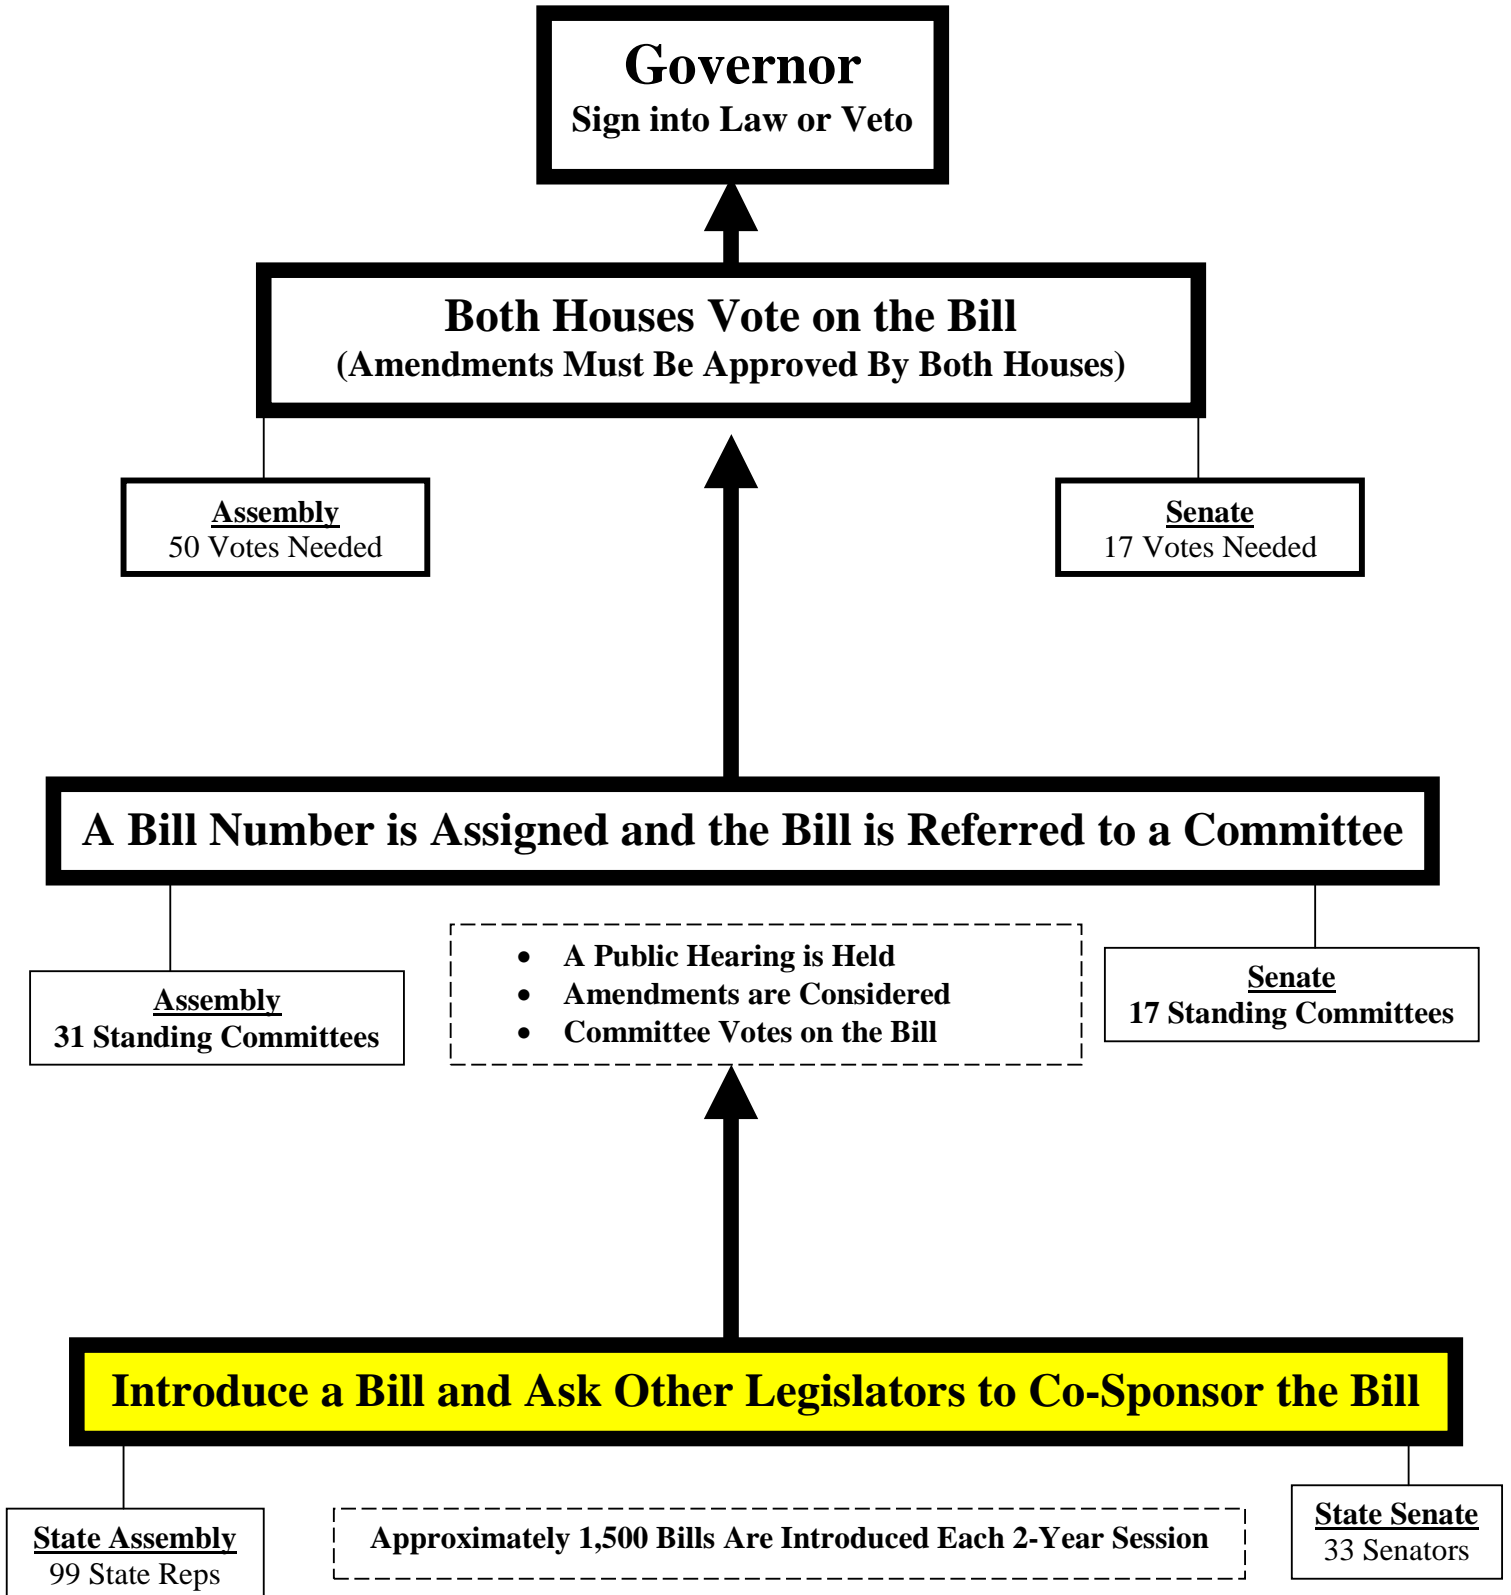 Governor
Sign into Law or Veto
Both Houses Vote on the Bill
(Amendments Must Be Approved By Both Houses)
Assembly
50 Votes Needed
Senate
17 Votes Needed
A Bill Number is Assigned and the Bill is Referred to a Committee
Assembly
31 Standing Committees
• A Public Hearing is Held
• Amendments are Considered
• Committee Votes on the Bill
Senate
17 Standing Committees
Introduce a Bill and Ask Other Legislators to Co-Sponsor the Bill
State Assembly
99 State Reps
Approximately 1,500 Bills Are Introduced Each 2-Year Session
State Senate
33 Senators